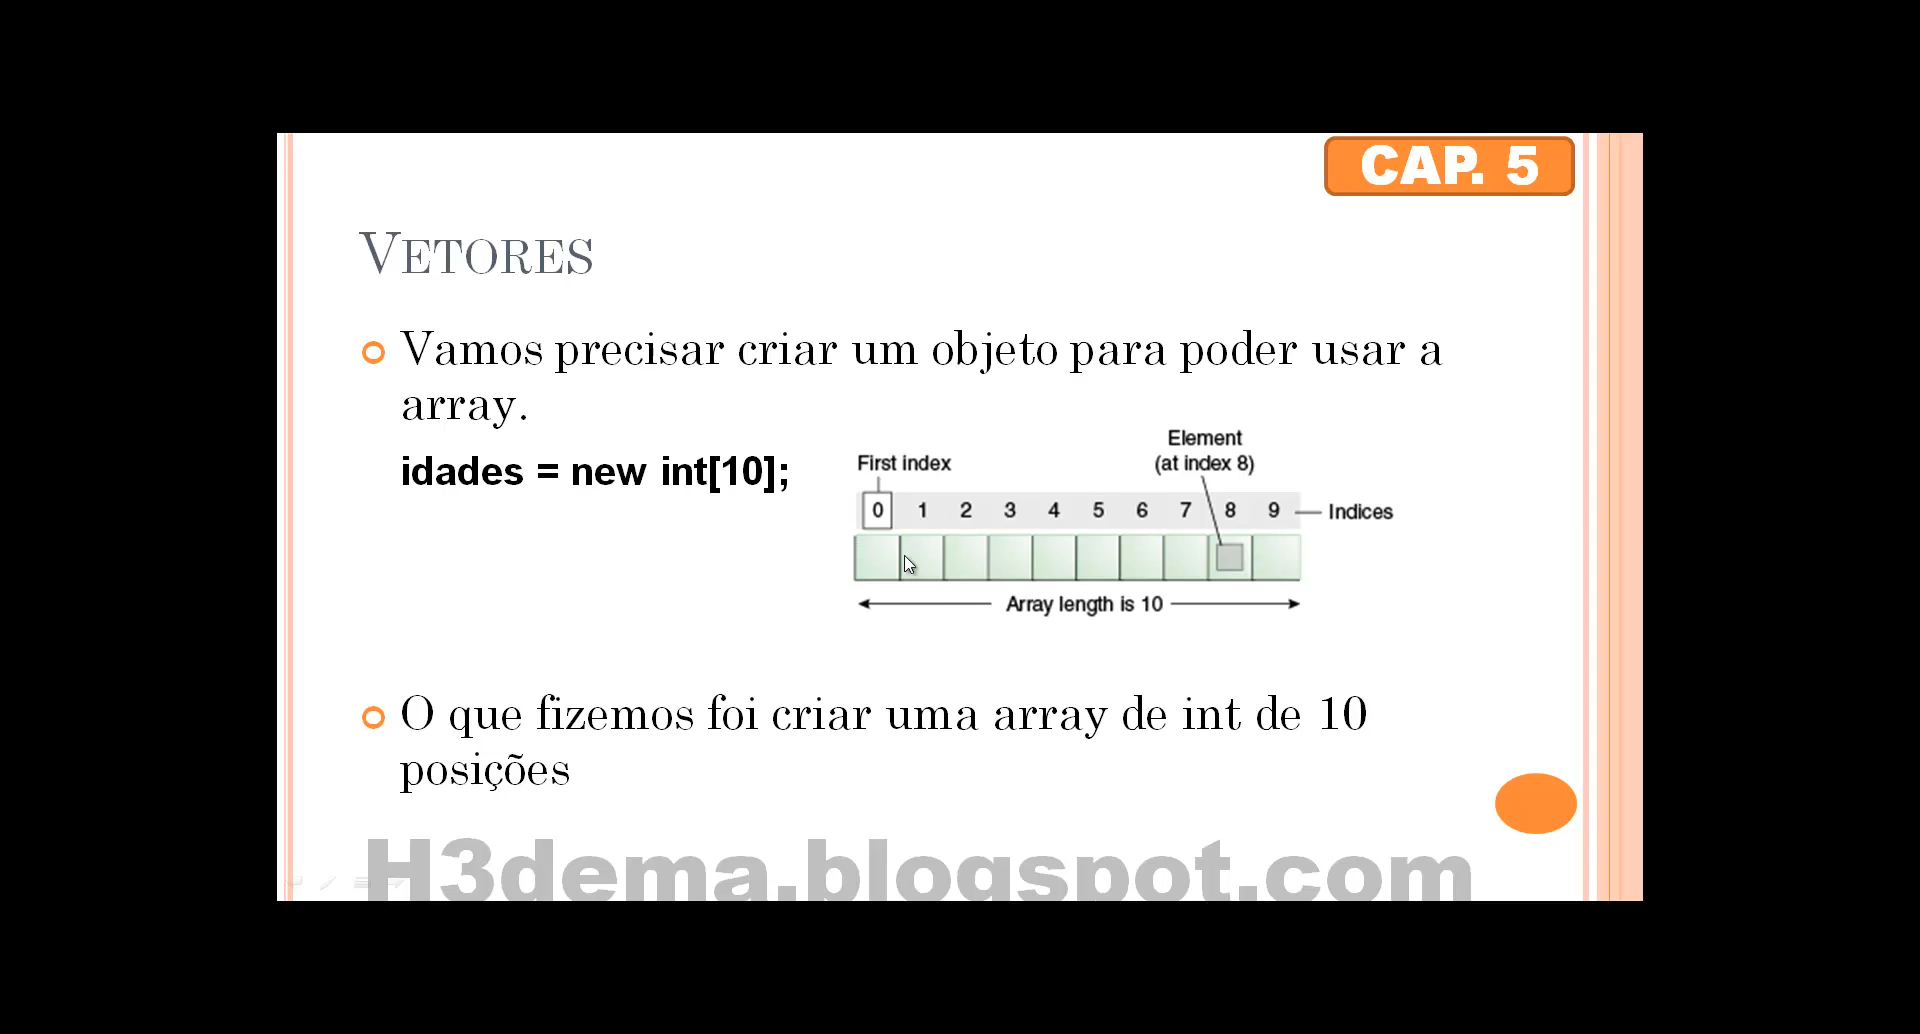 CAP. 5
VETORES
Vamos precisar criar um objeto para poder usar a
array.
idades = new int[10];
First index
Element
(at index 8)
0 1 2 3 4 5 6 7 8 9
Indices
Array length is 10
O que fizemos foi criar uma array de int de 10
posições
H3dema.blogspot.com